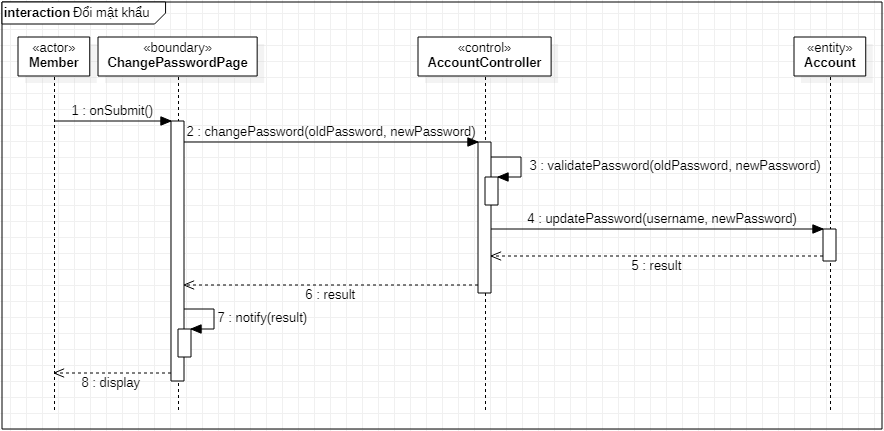 interaction Đổi mật khẩu
«actor»
Member
«boundary»
ChangePasswordPage
«control»
AccountController
«entity»
Account
1 : onSubmit()
2 : changePassword(oldPassword, newPassword)
3 : validatePassword(oldPassword, newPassword)
4 : updatePassword(username, newPassword)
5 : result
6 : result
7 : notify(result)
8 : display